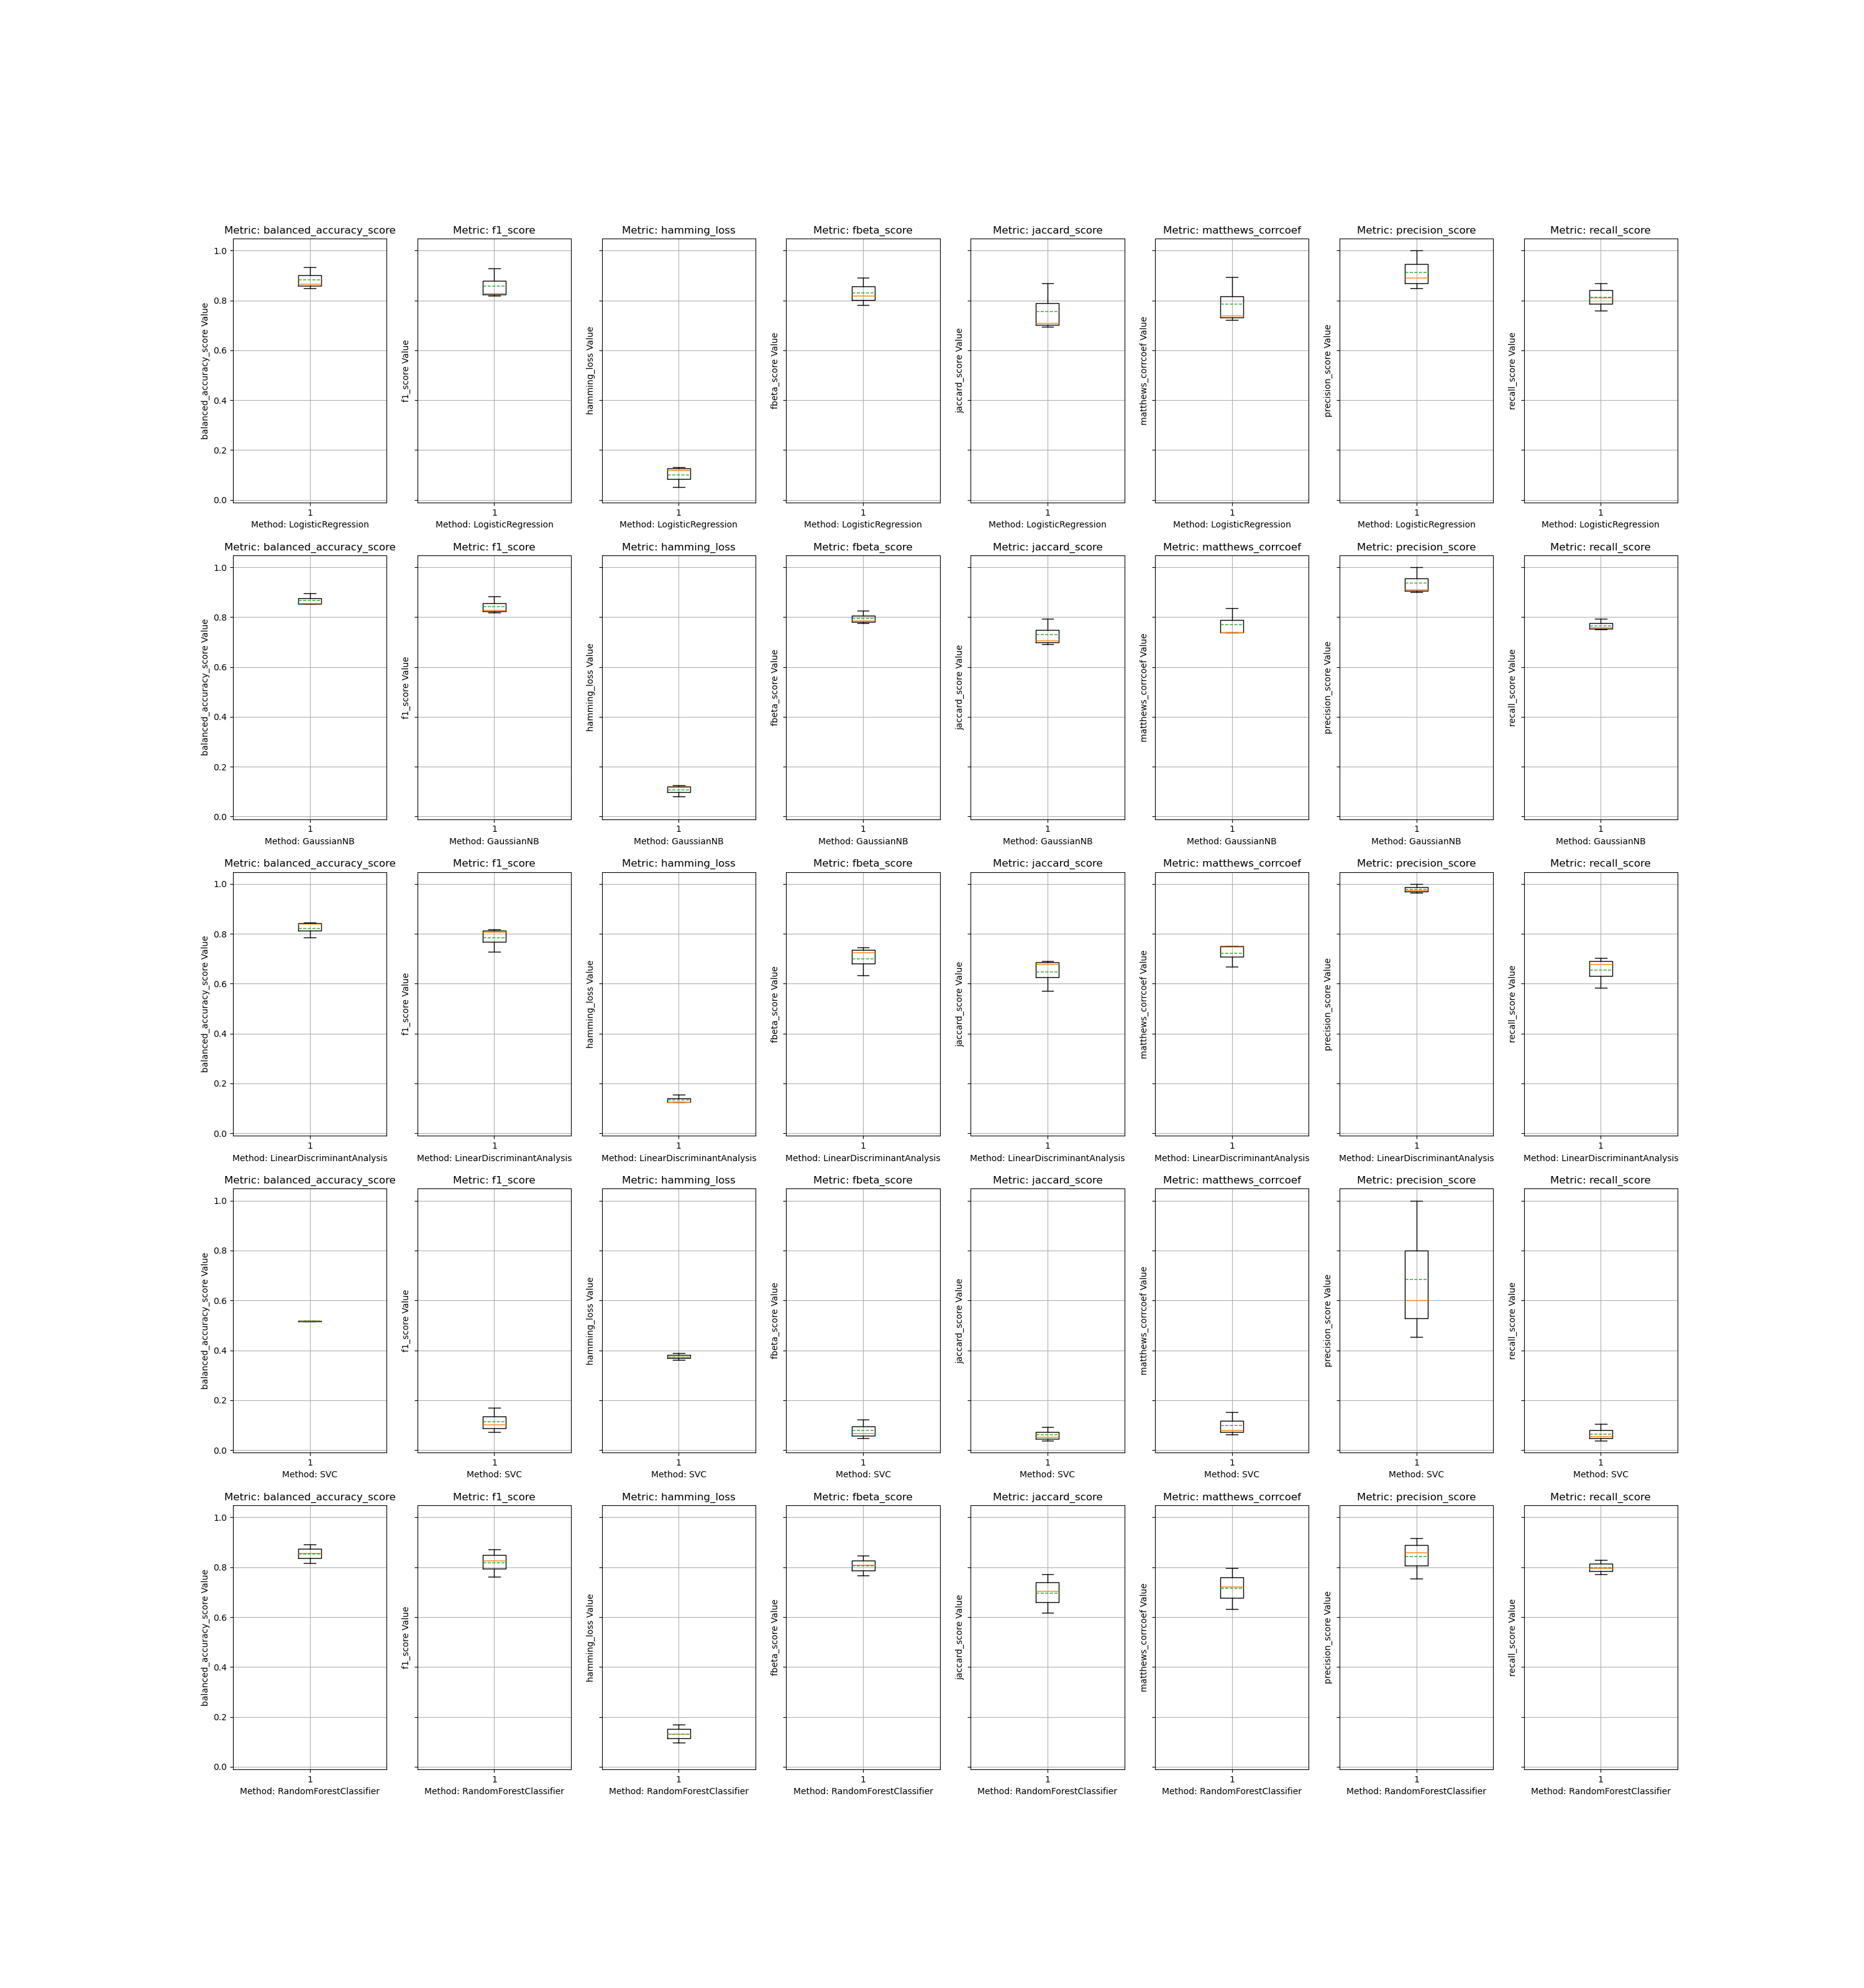 Metric: balanced_accuracy_score Metric: f1_score Metric: hamming_loss Metric: fbeta_score Metric: jaccard_score Metric: matthews_corrcoef Metric: precision_score Metric: recall_score
balanced_accuracy_score Value
f1_score Value
hamming_loss Value
fbeta_score Value
jaccard_score Value
matthews_corrcoef Value
precision_score Value
recall_score Value
1.0
0.8
0.6
0.4
0.2
0.0
1 1 1 1 1 1 1 1
Method: LogisticRegression Method: LogisticRegression Method: LogisticRegression Method: LogisticRegression Method: LogisticRegression Method: LogisticRegression Method: LogisticRegression Method: LogisticRegression
Metric: balanced_accuracy_score Metric: f1_score Metric: hamming_loss Metric: fbeta_score Metric: jaccard_score Metric: matthews_corrcoef Metric: precision_score Metric: recall_score
balanced_accuracy_score Value
f1_score Value
hamming_loss Value
fbeta_score Value
jaccard_score Value
matthews_corrcoef Value
precision_score Value
recall_score Value
1.0
0.8
0.6
0.4
0.2
0.0
1 1 1 1 1 1 1 1
Method: GaussianNB Method: GaussianNB Method: GaussianNB Method: GaussianNB Method: GaussianNB Method: GaussianNB Method: GaussianNB Method: GaussianNB
Metric: balanced_accuracy_score Metric: f1_score Metric: hamming_loss Metric: fbeta_score Metric: jaccard_score Metric: matthews_corrcoef Metric: precision_score Metric: recall_score
balanced_accuracy_score Value
f1_score Value
hamming_loss Value
fbeta_score Value
jaccard_score Value
matthews_corrcoef Value
precision_score Value
recall_score Value
1.0
0.8
0.6
0.4
0.2
0.0
1 1 1 1 1 1 1 1
Method: LinearDiscriminantAnalysis Method: LinearDiscriminantAnalysis Method: LinearDiscriminantAnalysis Method: LinearDiscriminantAnalysis Method: LinearDiscriminantAnalysis Method: LinearDiscriminantAnalysis Method: LinearDiscriminantAnalysis Method: LinearDiscriminantAnalysis
Metric: balanced_accuracy_score Metric: f1_score Metric: hamming_loss Metric: fbeta_score Metric: jaccard_score Metric: matthews_corrcoef Metric: precision_score Metric: recall_score
balanced_accuracy_score Value
f1_score Value
hamming_loss Value
fbeta_score Value
jaccard_score Value
matthews_corrcoef Value
precision_score Value
recall_score Value
1.0
0.8
0.6
0.4
0.2
0.0
1 1 1 1 1 1 1 1
Method: SVC Method: SVC Method: SVC Method: SVC Method: SVC Method: SVC Method: SVC Method: SVC
Metric: balanced_accuracy_score Metric: f1_score Metric: hamming_loss Metric: fbeta_score Metric: jaccard_score Metric: matthews_corrcoef Metric: precision_score Metric: recall_score
balanced_accuracy_score Value
f1_score Value
hamming_loss Value
fbeta_score Value
jaccard_score Value
matthews_corrcoef Value
precision_score Value
recall_score Value
1.0
0.8
0.6
0.4
0.2
0.0
1 1 1 1 1 1 1 1
Method: RandomForestClassifier Method: RandomForestClassifier Method: RandomForestClassifier Method: RandomForestClassifier Method: RandomForestClassifier Method: RandomForestClassifier Method: RandomForestClassifier Method: RandomForestClassifier